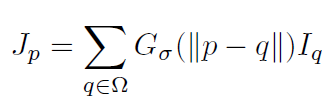 J_p = \sum_{q \in \Omega} G_\sigma(\|p - q\|) I_q